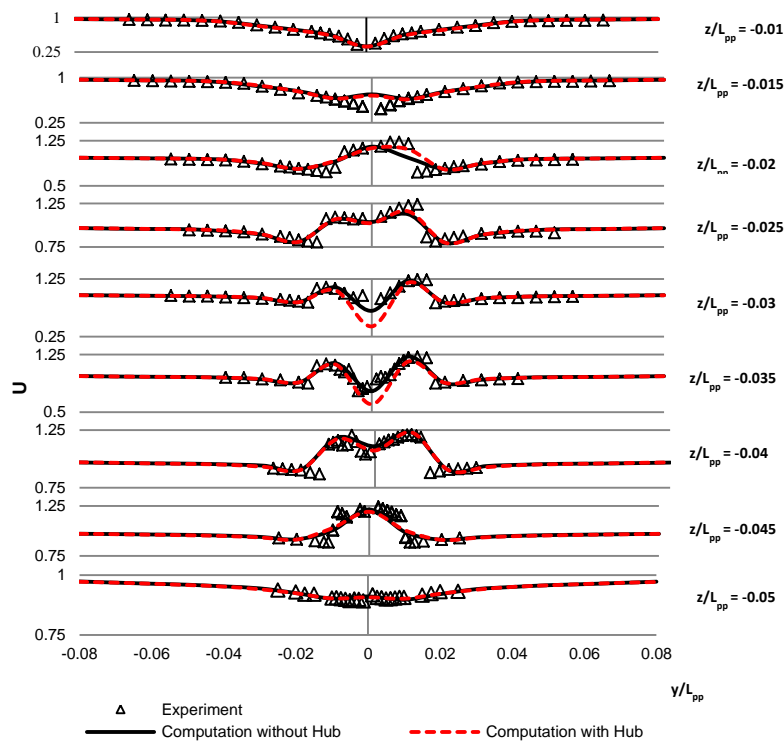 1
z/Lpp = -0.01
0.25
1
z/Lpp = -0.015
0.25
1.25
z/Lpp = -0.02
0.5
1.25
z/Lpp = -0.025
0.75
1.25
z/Lpp = -0.03
0.25
1.25
z/Lpp = -0.035
U
0.5
1.25
z/Lpp = -0.04
0.75
1.25
z/Lpp = -0.045
0.75
1
z/Lpp = -0.05
0.75
-0.08 -0.06 -0.04 -0.02 0 0.02 0.04 0.06 0.08
y/Lpp
Experiment
Computation without Hub Computation with Hub